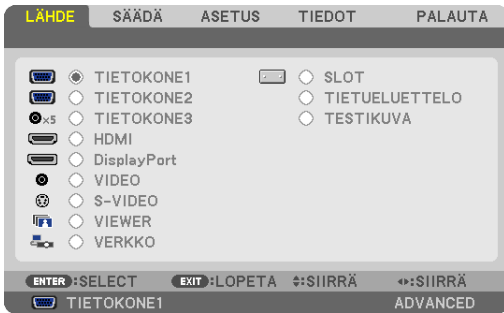 LÄHDE SÄÄDÄ ASETUS TIEDOT PALAUTA
TIETOKONE1 SLOT
TIETOKONE2 TIETUELUETTELO
×5 TIETOKONE3 TESTIKUVA
HDMI
DisplayPort
VIDEO
S-VIDEO
VIEWER
VERKKO
ENTER:SELECT EXIT:LOPETA :SIIRRÄ :SIIRRÄ
TIETOKONE1 ADVANCED